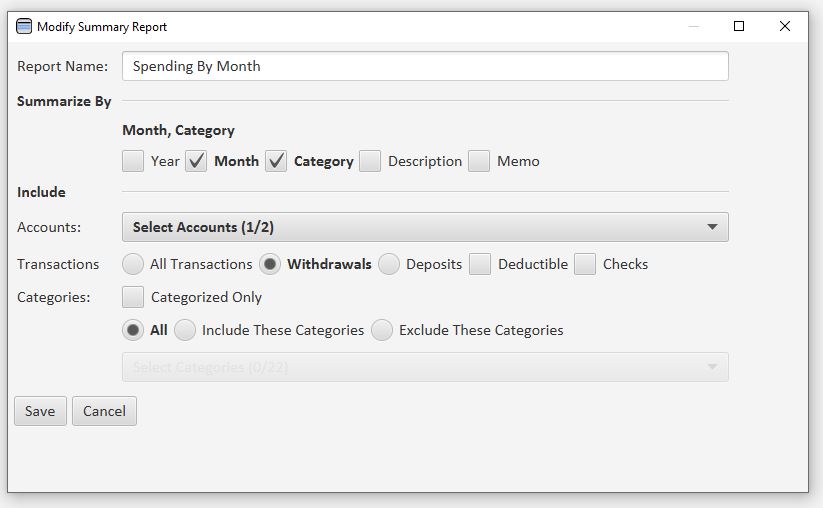 Modify Summary Report
Report Name: Spending By Month
Summarize By
Month, Category
Year Month Category Description Memo
Include
Accounts: Select Accounts (1/2)
Transactions All Transactions Withdrawals Deposits Deductible Checks
Categories: Categorized Only
All Include These Categories Exclude These Categories
Select Categories (0/22)
Save Cancel